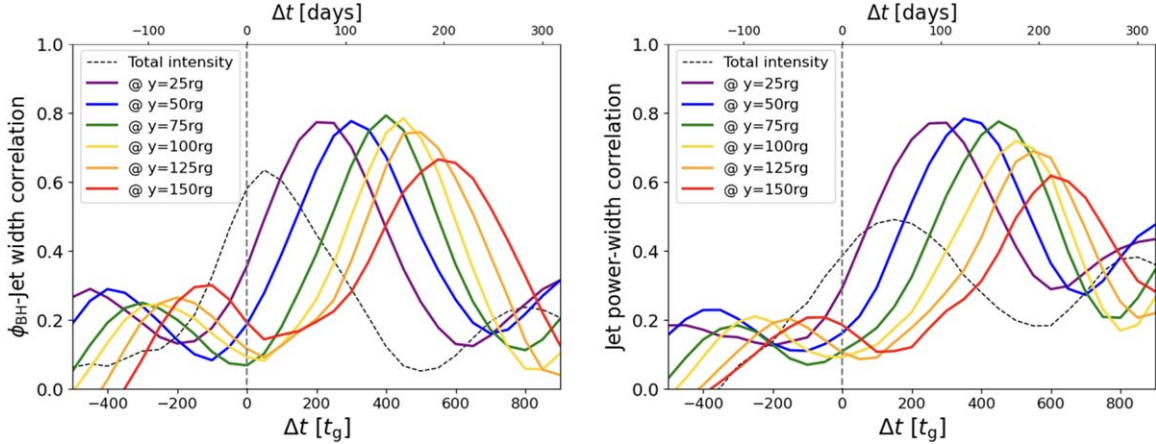 Δt [days]
−100 0 100 200 300
1.0
0.8
0.6
0.4
0.2
0.0
ϕBH-Jet width correlation
Total intensity
@ y=25rg
@ y=50rg
@ y=75rg
@ y=100rg
@ y=125rg
@ y=150rg
−400 −200 0 200 400 600 800
Δt [tg]
Δt [days]
−100 0 100 200 300
1.0
0.8
0.6
0.4
0.2
0.0
Jet power-width correlation
Total intensity
@ y=25rg
@ y=50rg
@ y=75rg
@ y=100rg
@ y=125rg
@ y=150rg
−400 −200 0 200 400 600 800
Δt [tg]